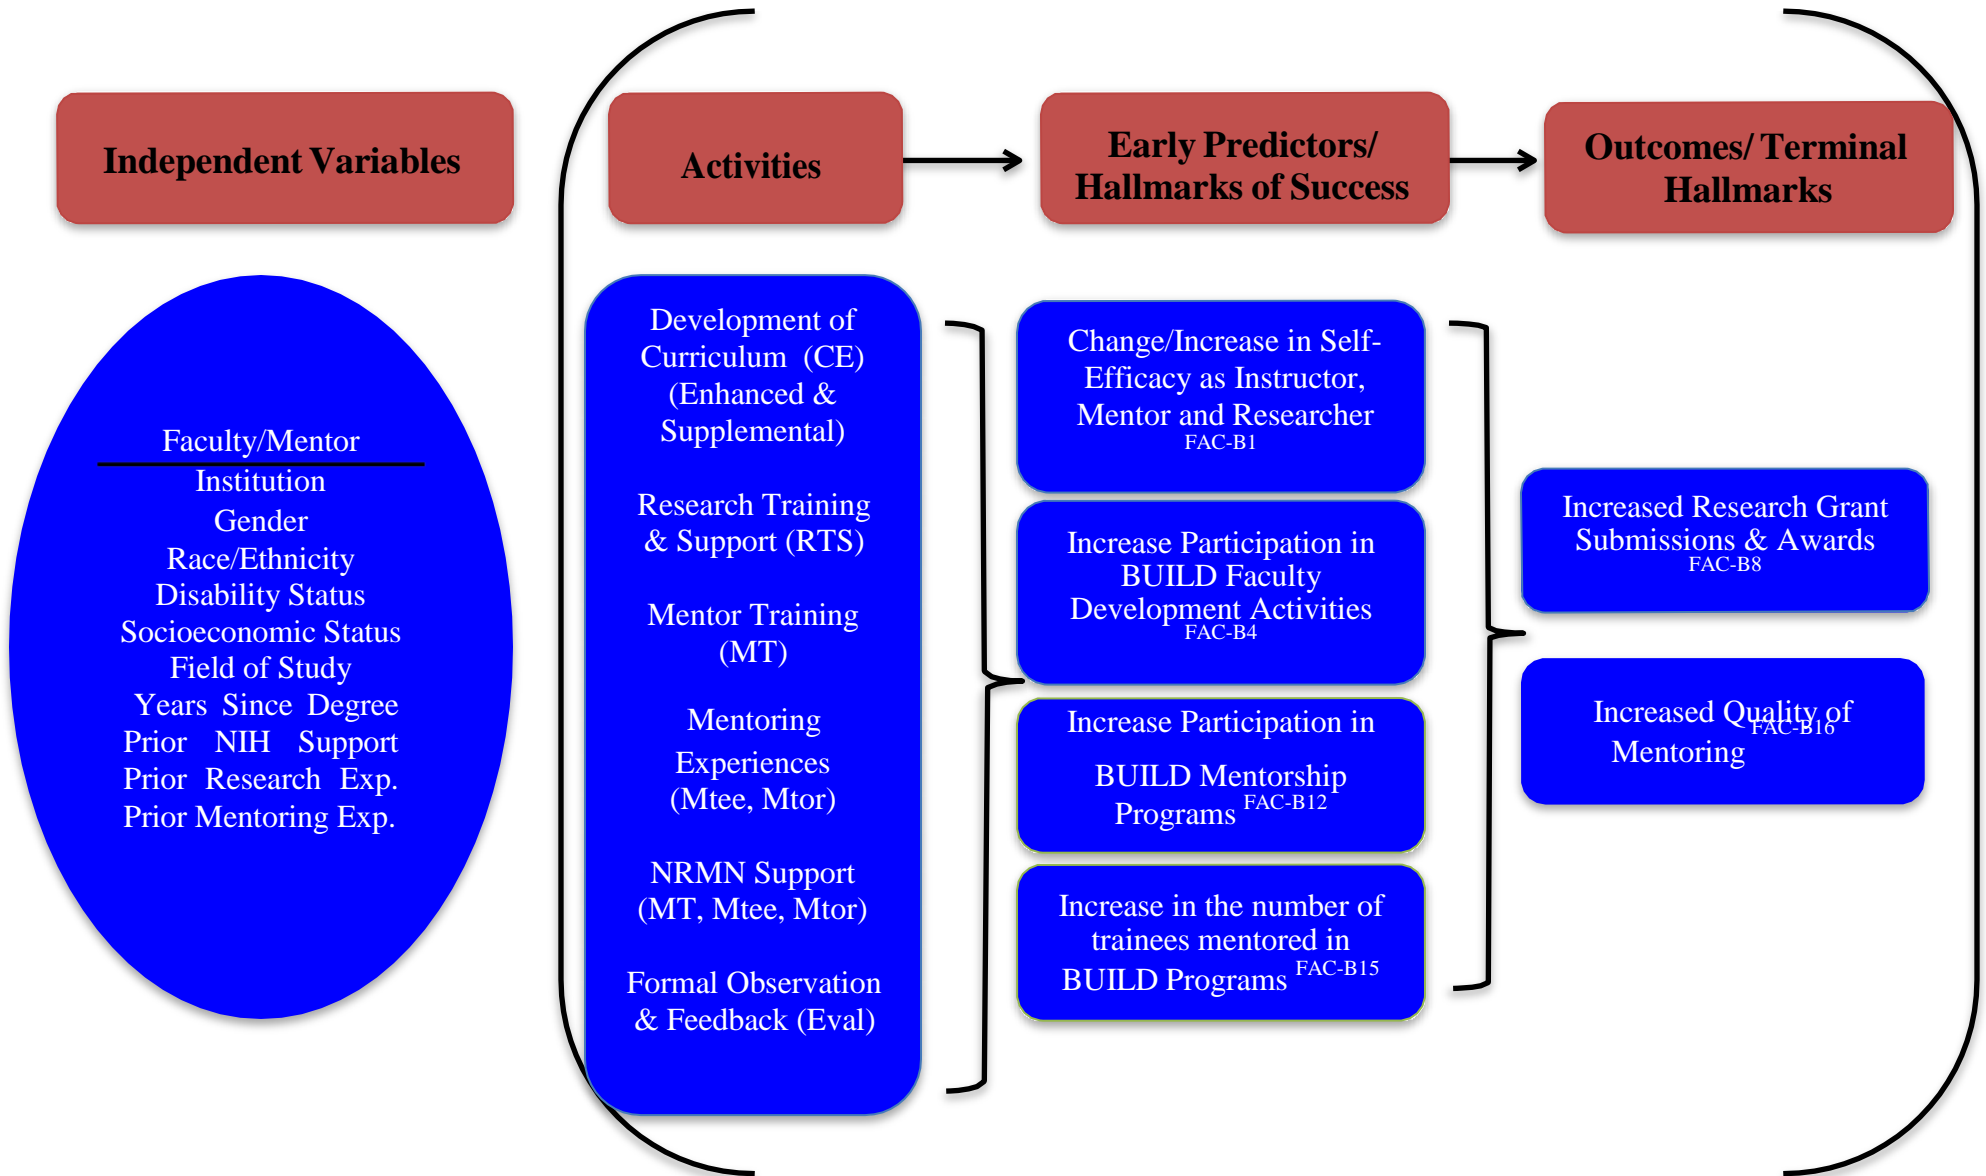 Independent Variables
Activities
Early Predictors/
Hallmarks of Success
Outcomes/ Terminal
Hallmarks
Faculty/Mentor
Institution
Gender
Race/Ethnicity
Disability Status
Socioeconomic Status
Field of Study
Years Since Degree
Prior NIH Support
Prior Research Exp.
Prior Mentoring Exp.
Development of
Curriculum (CE)
(Enhanced &
Supplemental)
Research Training
& Support (RTS)
Mentor Training
(MT)
Mentoring
Experiences
(Mtee, Mtor)
NRMN Support
(MT, Mtee, Mtor)
Formal Observation
& Feedback (Eval)
Change/Increase in Self-
Efficacy as Instructor,
Mentor and Researcher
FAC-B1
Increase Participation in
BUILD Faculty
Development Activities
FAC-B4
Increase Participation in
BUILD Mentorship
Programs FAC-B12
Increase in the number of
trainees mentored in
BUILD Programs FAC-B15
Increased Research Grant
Submissions & Awards
FAC-B8
Increased Quality of
Mentoring FAC-B16